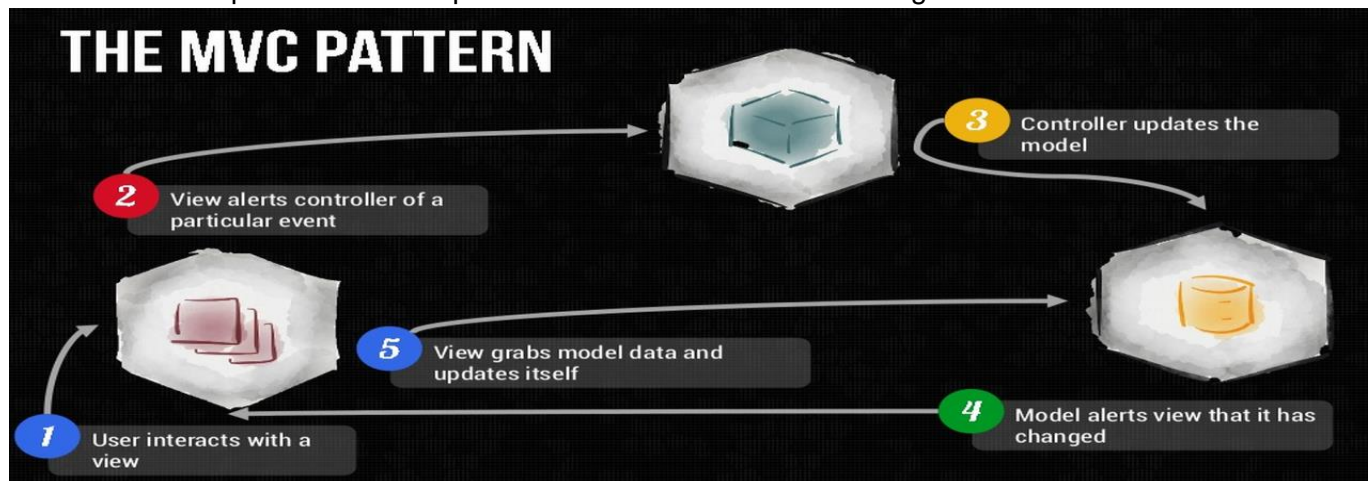 THE MVC PATTERN
3
Controller updates the
model
2
View alerts controller of a
particular event
5
View grabs model data and
updates itself
4
Model alerts view that it has
changed
1
User interacts with a
view